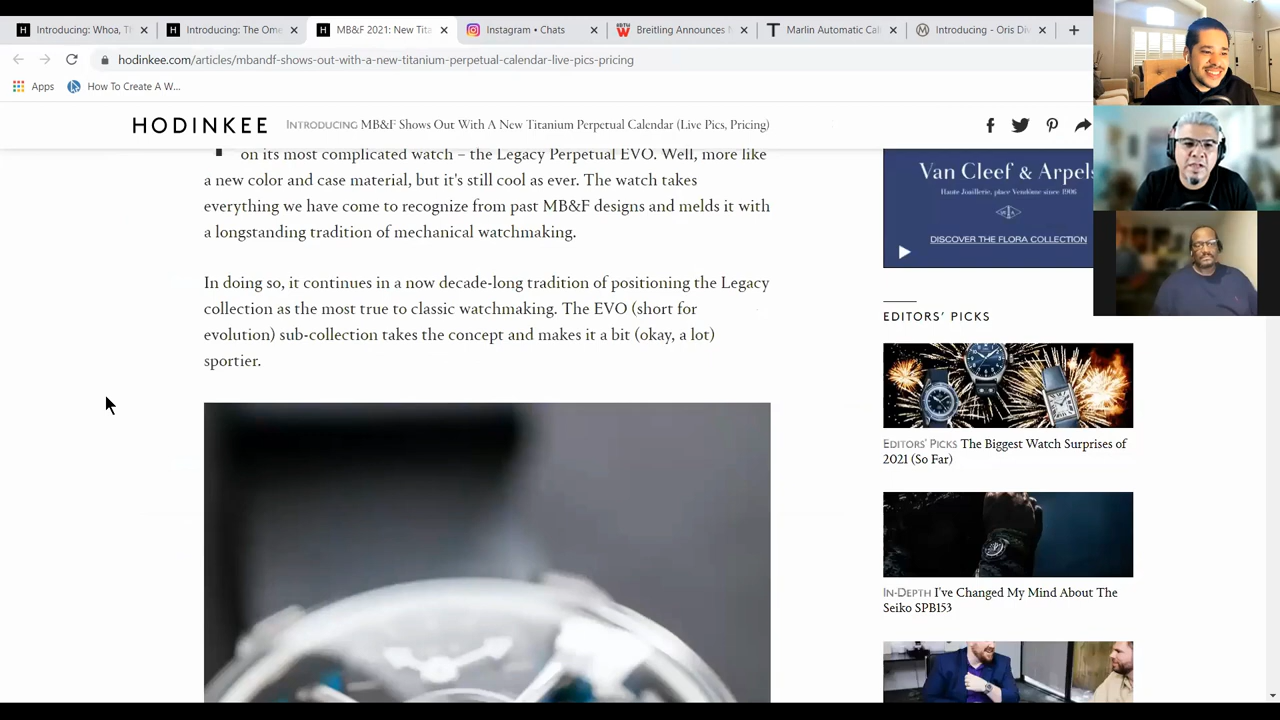 Introducing: Whoa, T
Introducing: The Ome
MB&F 2021: New Tita
Instagram • Chats
Breitling Announces
Marlin Automatic Cal
Introducing - Oris Div
hodinkee.com/articles/mbandf-shows-out-with-a-new-titanium-perpetual-calendar-live-pics-pricing
Apps
How To Create A W...
HODINKEE
INTRODUCING MB&F Shows Out With A New Titanium Perpetual Calendar (Live Pics, Pricing)
on its most complicated watch – the Legacy Perpetual EVO. Well, more like
a new color and case material, but it's still cool as ever. The watch takes
everything we have come to recognize from past MB&F designs and melds it with
a longstanding tradition of mechanical watchmaking.
In doing so, it continues in a now decade-long tradition of positioning the Legacy
collection as the most true to classic watchmaking. The EVO (short for
evolution) sub-collection takes the concept and makes it a bit (okay, a lot)
sportier.
Van Cleef & Arpels
Haute Joaillerie, place Vendôme since 1906
DISCOVER THE FLORA COLLECTION
EDITORS' PICKS
EDITORS' PICKS The Biggest Watch Surprises of
2021 (So Far)
IN-DEPTH I've Changed My Mind About The
Seiko SPB153